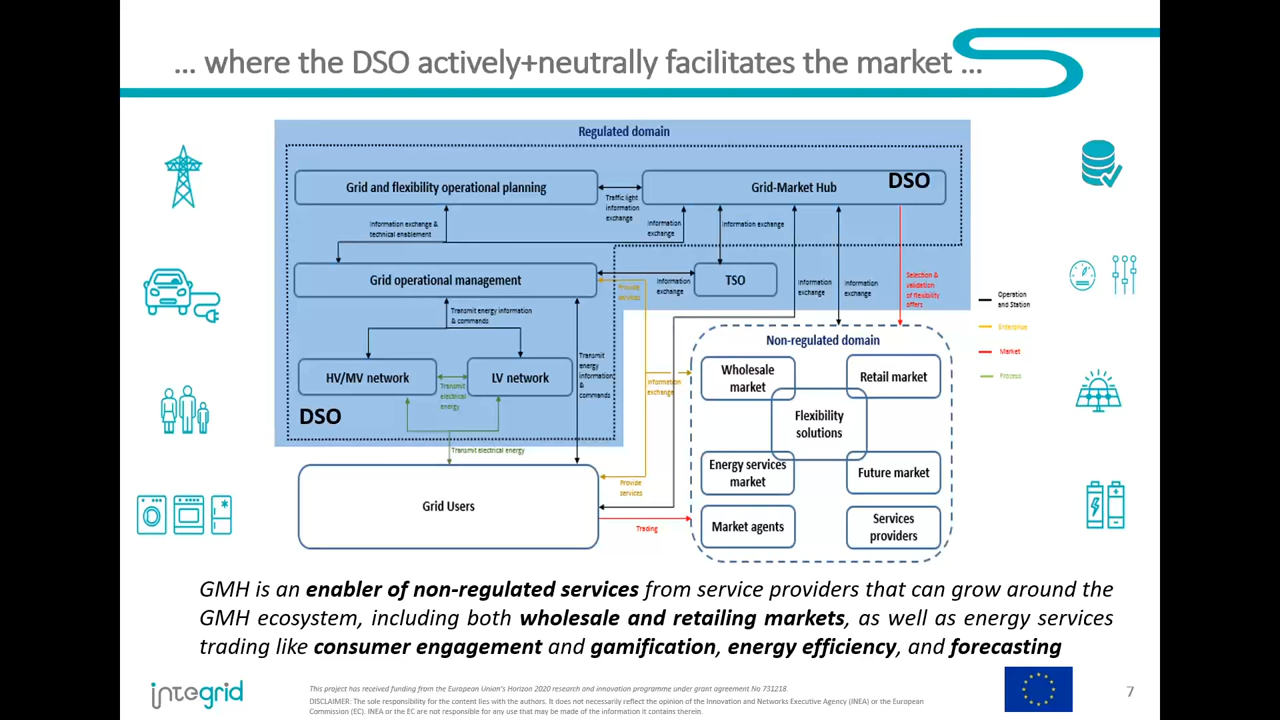 ... where the DSO actively+neutrally facilitates the market ...
Regulated domain
Grid and flexibility operational planning
Traffic light
information
exchange
Grid-Market Hub
DSO
Information exchange &
technical enablement
Information
exchange
Information exchange
Grid operational management
Provide
services
Information
exchange
TSO
Information
exchange
Information
exchange
Selection &
validation
of flexibility
offers
Operation
and Station
Enterprise
Market
Process
Transmit energy information
& commands
HV/MV network
Transmit
electrical
energy
LV network
Transmit
energy
information
&
commands
DSO
Transmit electrical energy
Information
exchange
Non-regulated domain
Wholesale
market
Retail market
Flexibility
solutions
Energy services
market
Future market
Market agents
Services
providers
Grid Users
Provide
services
Trading
GMH is an enabler of non-regulated services from service providers that can grow around the
GMH ecosystem, including both wholesale and retailing markets, as well as energy services
trading like consumer engagement and gamification, energy efficiency, and forecasting
integrid
This project has received funding from the European Union's Horizon 2020 research and innovation programme under grant agreement No 731218.
DISCLAIMER: The sole responsibility for the content lies with the authors. It does not necessarily reflect the opinion of the Innovation and Networks Executive Agency (INEA) or the European
Commission (EC). INEA or the EC are not responsible for any use that may be made of the information it contains therein.
7